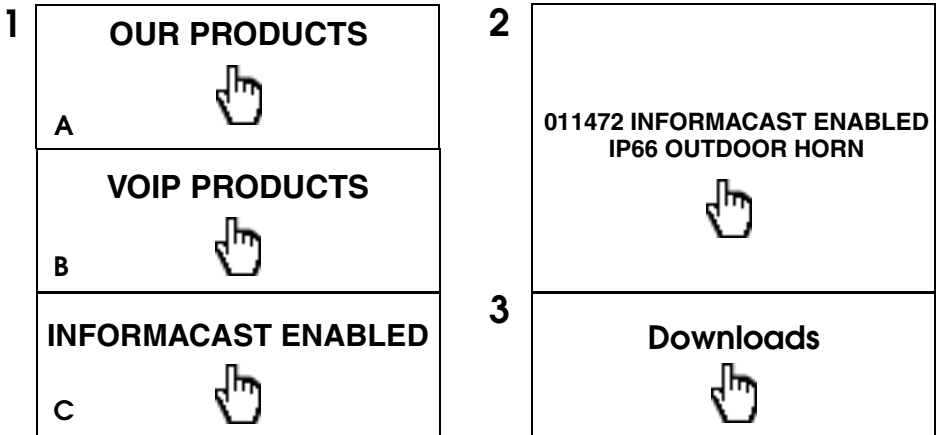 1
OUR PRODUCTS
A
VOIP PRODUCTS
B
INFORMACAST ENABLED
C
2
011472 INFORMACAST ENABLED
IP66 OUTDOOR HORN
3
Downloads